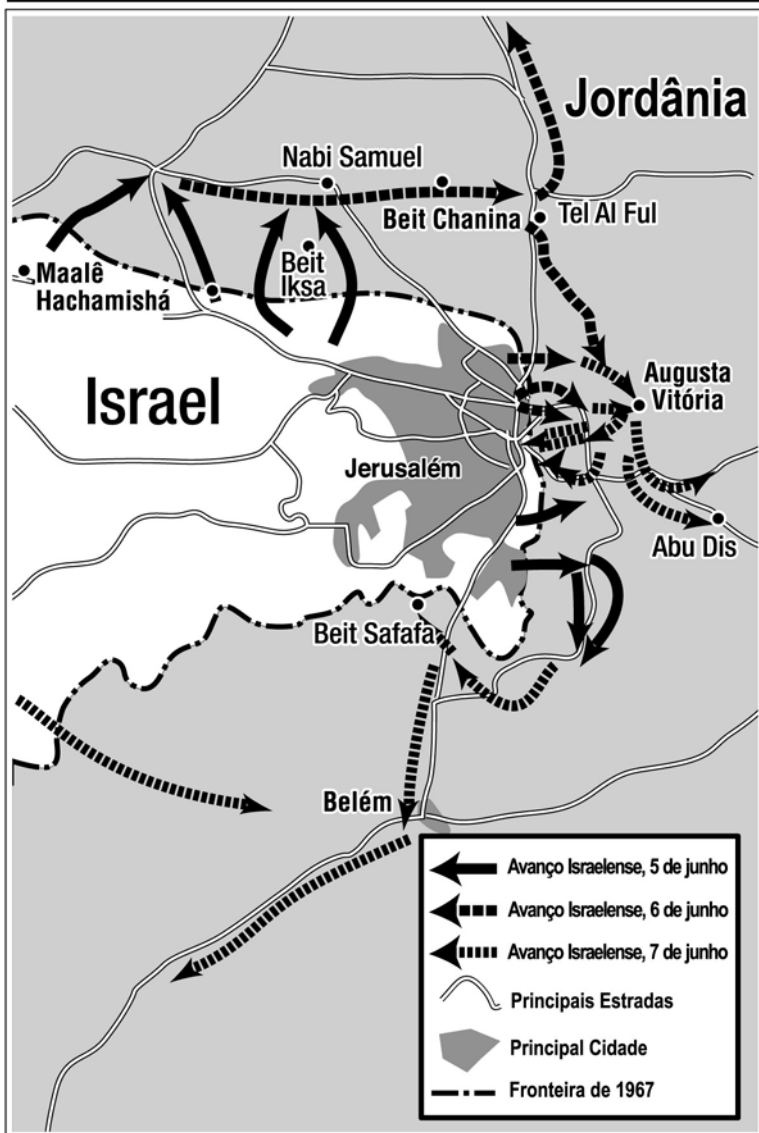 Jordânia
Nabi Samuel
Beit Chanina
Tel Al Ful
Maalê
Hachamishá
Beit
Iksa
Israel
Augusta
Vitória
Jerusalém
Abu Dis
Beit Safafa
Belém
Avanço Israelense, 5 de junho
Avanço Israelense, 6 de junho
Avanço Israelense, 7 de junho
Principais Estradas
Principal Cidade
Fronteira de 1967